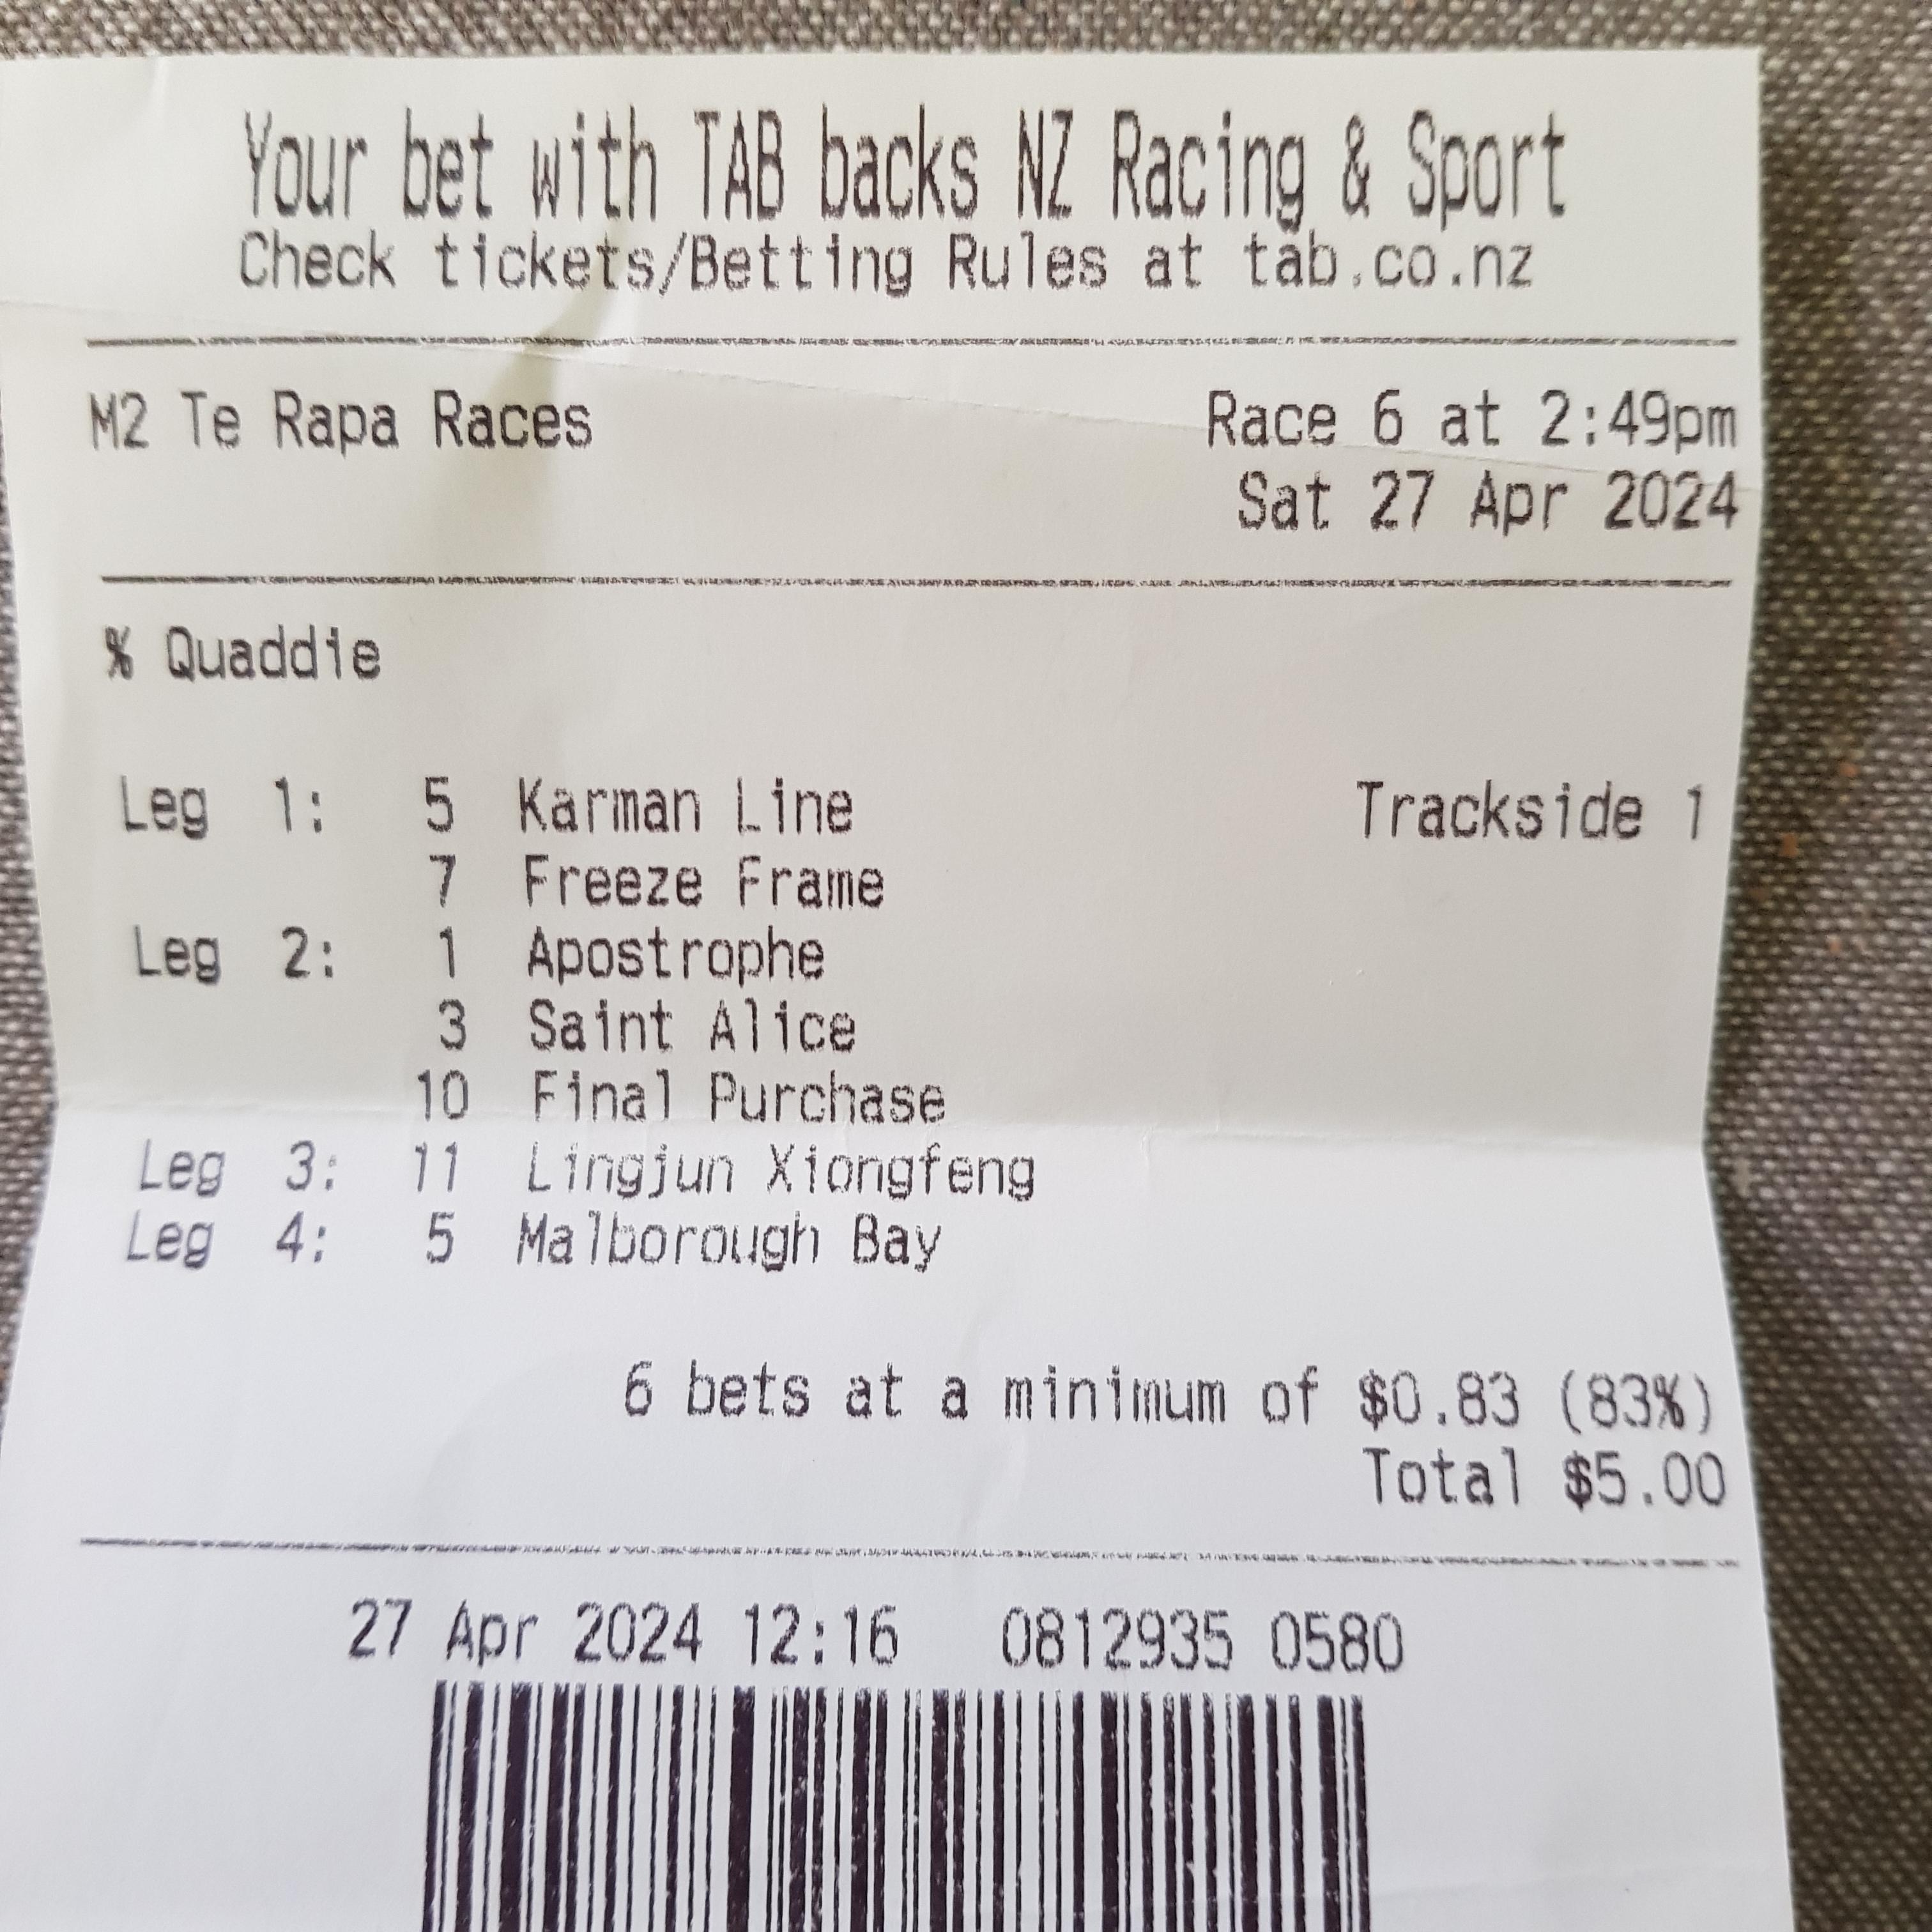 Your bet with TAB backs NZ Racing & Sport
Check tickets/Betting Rules at tab.co.nz
M2 Te Rapa Races Race 6 at 2:49pm
Sat 27 Apr 2024
% Quaddie
Leg 1: 5 Karman Line Trackside 1
7 Freeze Frame
Leg 2: 1 Apostrophe
3 Saint Alice
10 Final Purchase
Leg 3: 11 Lingjun Xiongfeng
Leg 4: 5 Malborough Bay
6 bets at a minimum of $0.83 (83%)
Total $5.00
27 Apr 2024 12:16 0812935 0580